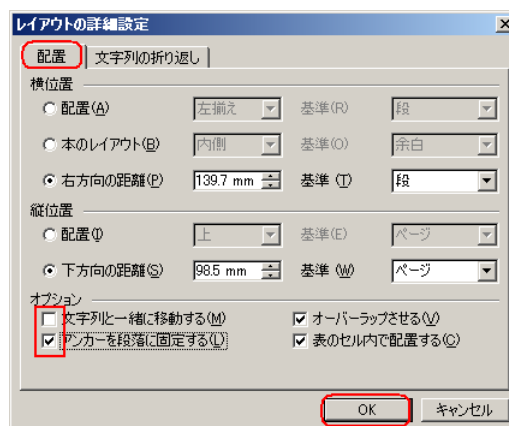 レイアウトの詳細設定
配置 文字列の折り返し
横位置
配置(A) 左揃え 基準(R) 段
本のレイアウト(B) 内側 基準(O) 余白
右方向の距離(P) 139.7 mm 基準(T) 段
縦位置
配置(I) 上 基準(E) ページ
下方向の距離(S) 98.5 mm 基準(W) ページ
オプション
文字列と一緒に移動する(M) オーバーラップさせる(V)
アンカーを段落に固定する(L) 表のセル内で配置する(C)
OK キャンセル